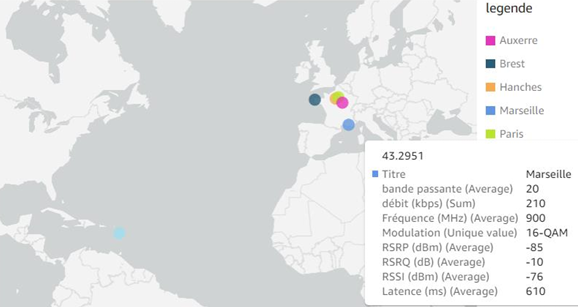 legende
Auxerre
Brest
Hanches
Marseille
Paris
43.2951
Titre Marseille
bande passante (Average) 20
débit (kbps) (Sum) 210
Fréquence (MHz) (Average) 900
Modulation (Unique value) 16-QAM
RSRP (dBm) (Average) -85
RSRQ (dB) (Average) -10
RSSI (dBm) (Average) -76
Latence (ms) (Average) 610